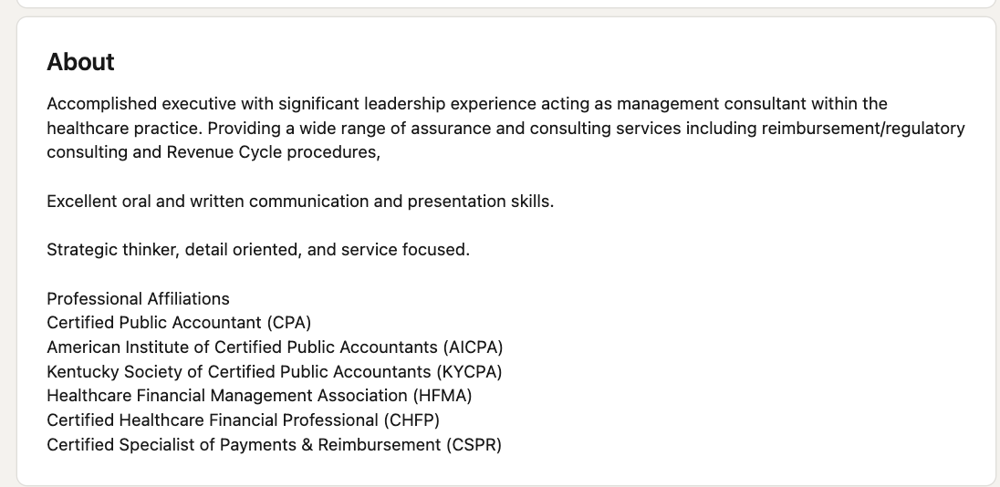 About
Accomplished executive with significant leadership experience acting as management consultant within the
healthcare practice. Providing a wide range of assurance and consulting services including reimbursement/regulatory
consulting and Revenue Cycle procedures,
Excellent oral and written communication and presentation skills.
Strategic thinker, detail oriented, and service focused.
Professional Affiliations
Certified Public Accountant (CPA)
American Institute of Certified Public Accountants (AICPA)
Kentucky Society of Certified Public Accountants (KYCPA)
Healthcare Financial Management Association (HFMA)
Certified Healthcare Financial Professional (CHFP)
Certified Specialist of Payments & Reimbursement (CSPR)